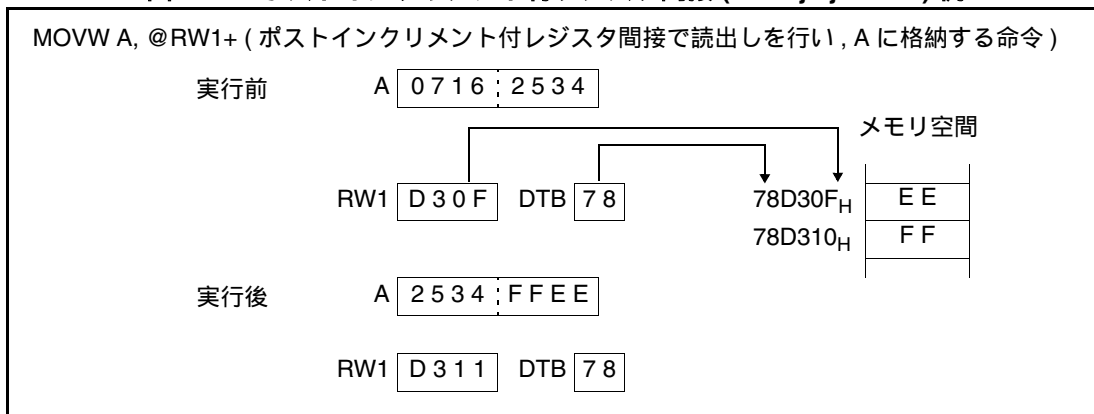 MOVW A, @RW1+ ( ポストインクリメント付レジスタ間接で読出しを行い , A に格納する命令 )
実行前 A 0716 2534
メモリ空間
RW1 D30F DTB 78 78D30FH EE
78D310H FF
実行後 A 2534 FFEE
RW1 D311 DTB 78